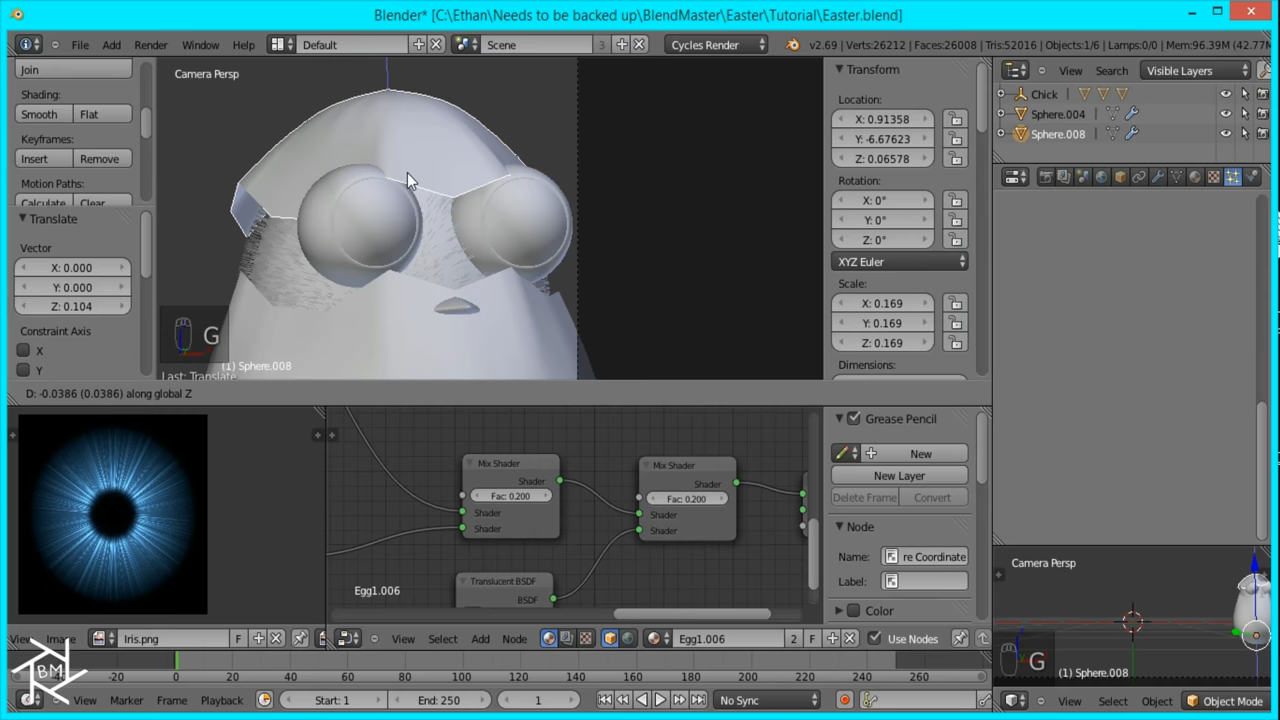 Blender* [C:\Ethan\Needs to be backed up\BlendMaster\Easter\Tutorial\Easter.blend]
File Add Render Window Help Default Scene 3 Cycles Render v2.69 | Verts:26212 | Faces:26008 | Tris:52016 | Objects:1/6 | Lamps:0/0 | Mem:96.39M (42.77M
Join
Shading:
Smooth Flat
Keyframes:
Insert Remove
Motion Paths:
Calculate Clear
Translate
Vector
X: 0.000
Y: 0.000
Z: 0.104
Constraint Axis
X
Y
Camera Persp
G
(1) Sphere.008
Last: Translate
D: -0.0386 (0.0386) along global Z
Transform
Location:
X: 0.91358
Y: -6.67623
Z: 0.06578
Rotation:
X: 0°
Y: 0°
Z: 0°
XYZ Euler
Scale:
X: 0.169
Y: 0.169
Z: 0.169
Dimensions:
View Search Visible Layers
Chick
Sphere.004
Sphere.008
Mix Shader
Shader
Fac: 0.200
Shader
Shader
Mix Shader
Shader
Fac: 0.200
Shader
Shader
Translucent BSDF
BSDF
Egg1.006
Grease Pencil
New
New Layer
Delete Frame Convert
Node
Name: re Coordinate
Label:
Color
Camera Persp
G
(1) Sphere.008
View Image Iris.png F
View Select Add Node Egg1.006 2 F Use Nodes
-20 0 20 40 60 80 100 120 140 160 180 200 220 240 260
BM
View Marker Frame Playback Start: 1 End: 250 1 No Sync
View Select Object Object Mode